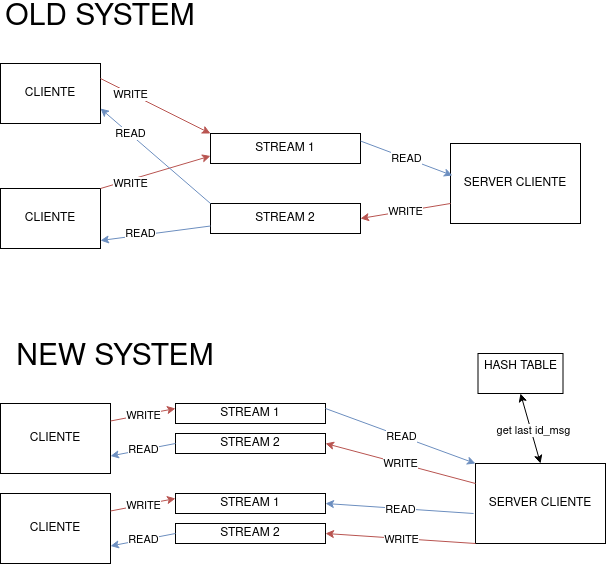 OLD SYSTEM
CLIENTE
WRITE
READ
STREAM 1
READ
SERVER CLIENTE
WRITE
CLIENTE
STREAM 2
WRITE
READ
NEW SYSTEM
HASH TABLE
get last id_msg
CLIENTE
WRITE
STREAM 1
READ
READ
STREAM 2
WRITE
CLIENTE
WRITE
STREAM 1
READ
SERVER CLIENTE
READ
STREAM 2
WRITE